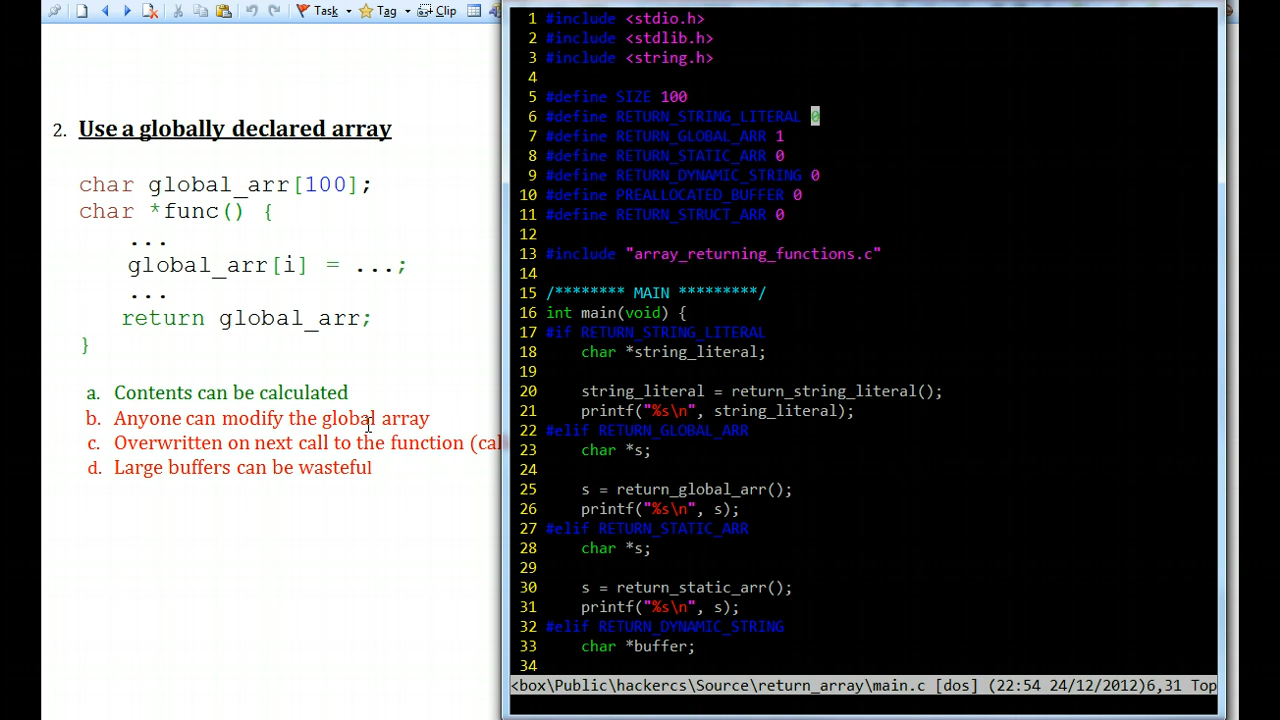 Task
Tag
Clip
2. Use a globally declared array
char global_arr[100];
char *func() {
...
global_arr[i] = ...;
...
return global_arr;
}
a. Contents can be calculated
b. Anyone can modify the global array
c. Overwritten on next call to the function (cal
d. Large buffers can be wasteful
1 #include <stdio.h>
2 #include <stdlib.h>
3 #include <string.h>
4
5 #define SIZE 100
6 #define RETURN_STRING_LITERAL 0
7 #define RETURN_GLOBAL_ARR 1
8 #define RETURN_STATIC_ARR 0
9 #define RETURN_DYNAMIC_STRING 0
10 #define PREALLOCATED_BUFFER 0
11 #define RETURN_STRUCT_ARR 0
12
13 #include "array_returning_functions.c"
14
15 /******** MAIN *********/
16 int main(void) {
17 #if RETURN_STRING_LITERAL
18 char *string_literal;
19
20 string_literal = return_string_literal();
21 printf("%s\n", string_literal);
22 #elif RETURN_GLOBAL_ARR
23 char *s;
24
25 s = return_global_arr();
26 printf("%s\n", s);
27 #elif RETURN_STATIC_ARR
28 char *s;
29
30 s = return_static_arr();
31 printf("%s\n", s);
32 #elif RETURN_DYNAMIC_STRING
33 char *buffer;
34
<box\Public\hackercs\Source\return_array\main.c [dos] (22:54 24/12/2012)6,31 Top